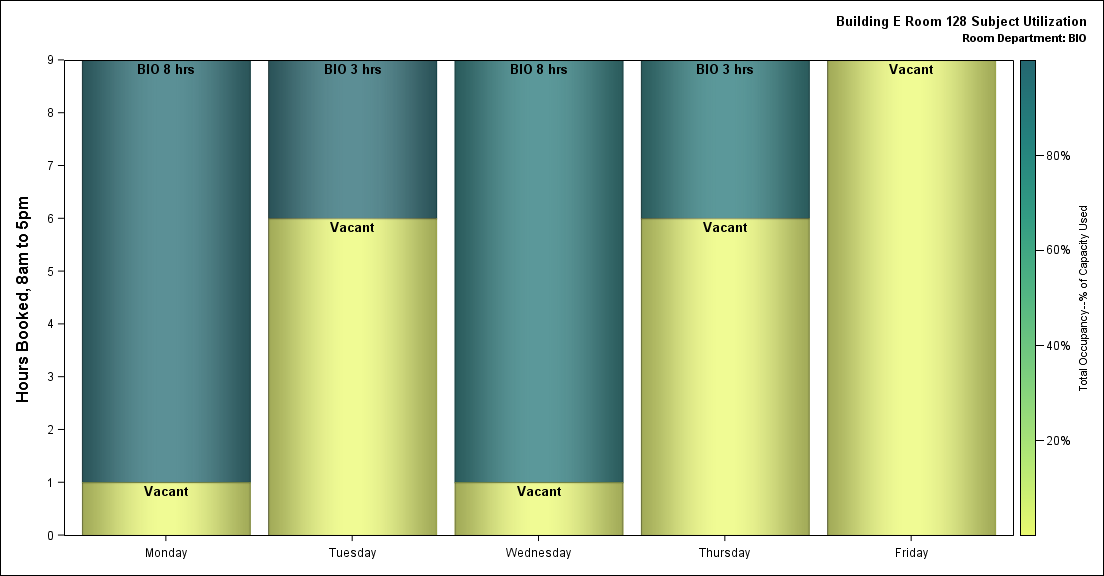 Building E Room 128 Subject Utilization
Room Department: BIO
Hours Booked, 8am to 5pm
9
8
7
6
5
4
3
2
1
0
BIO 8 hrs
Vacant
BIO 3 hrs
Vacant
BIO 8 hrs
Vacant
BIO 3 hrs
Vacant
Vacant
Monday
Tuesday
Wednesday
Thursday
Friday
80%
60%
40%
20%
Total Occupancy--% of Capacity Used